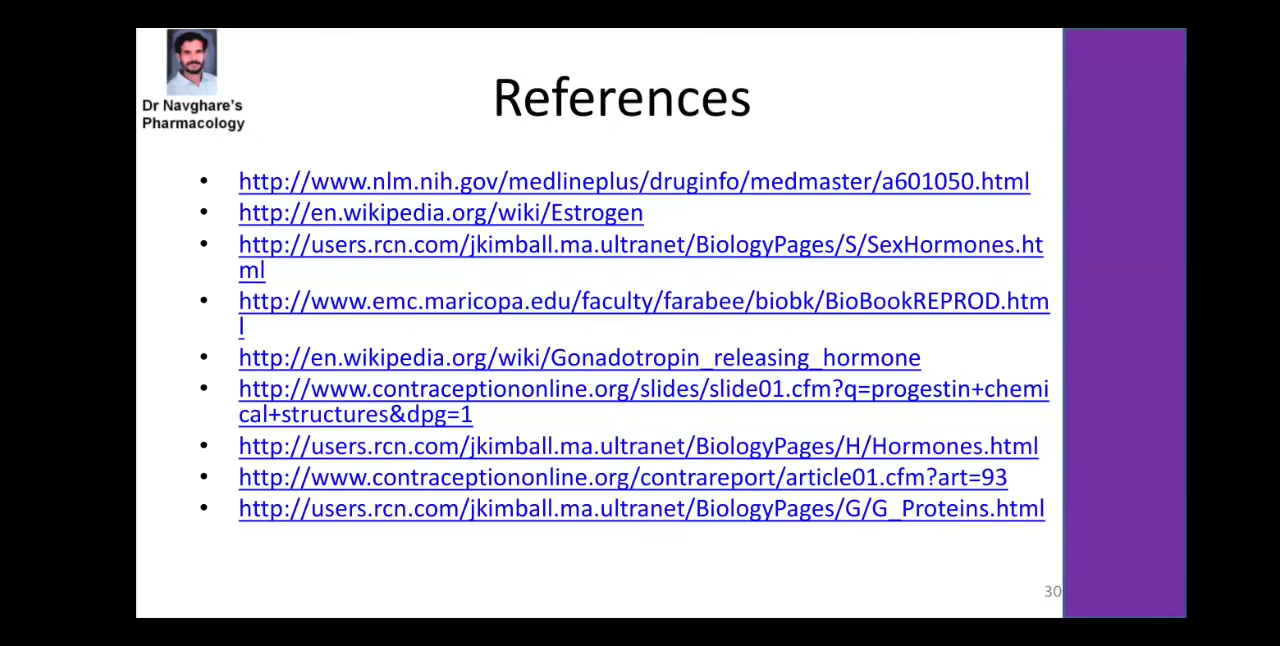 Dr Navghare's
Pharmacology
References
• http://www.nlm.nih.gov/medlineplus/druginfo/medmaster/a601050.html
• http://en.wikipedia.org/wiki/Estrogen
• http://users.rcn.com/jkimball.ma.ultranet/BiologyPages/S/SexHormones.ht
ml
• http://www.emc.maricopa.edu/faculty/farabee/biobk/BioBookREPROD.htm
l
• http://en.wikipedia.org/wiki/Gonadotropin_releasing_hormone
• http://www.contraceptiononline.org/slides/slide01.cfm?q=progestin+chemi
cal+structures&dpg=1
• http://users.rcn.com/jkimball.ma.ultranet/BiologyPages/H/Hormones.html
• http://www.contraceptiononline.org/contrareport/article01.cfm?art=93
• http://users.rcn.com/jkimball.ma.ultranet/BiologyPages/G/G_Proteins.html
30